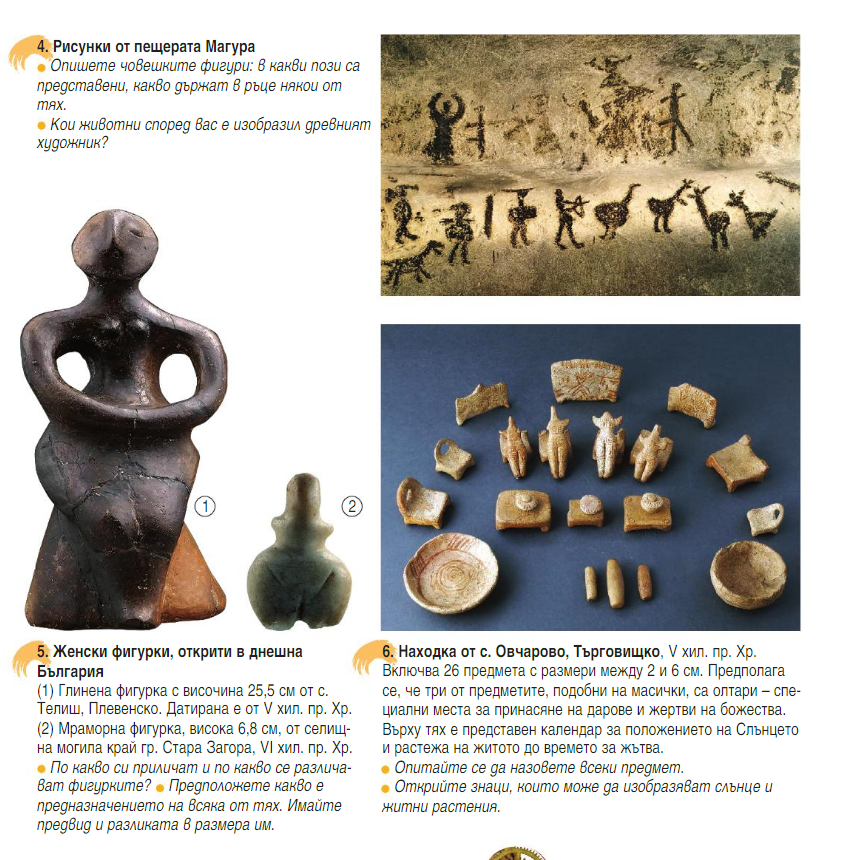 4. Рисунки от пещерата Магура
● Опишете човешките фигури: в какви пози са
представени, какво държат в ръце някои от
тях.
● Кои животни според вас е изобразил древният
художник?
1
2
5. Женски фигурки, открити в днешна
България
(1) Глинена фигурка с височина 25,5 см от с.
Телиш, Плевенско. Датирана е от V хил. пр. Хр.
(2) Мраморна фигурка, висока 6,8 см, от селищ-
на могила край гр. Стара Загора, VI хил. пр. Хр.
● По какво си приличат и по какво се различа-
ват фигурките? ● Предположете какво е
предназначението на всяка от тях. Имайте
предвид и разликата в размера им.
6. Находка от с. Овчарово, Търговищко, V хил. пр. Хр.
Включва 26 предмета с размери между 2 и 6 см. Предполага
се, че три от предметите, подобни на масички, са олтари – спе-
циални места за принасяне на дарове и жертви на божества.
Върху тях е представен календар за положението на Слънцето
и растежа на житото до времето за жътва.
● Опитайте се да назовете всеки предмет.
● Открийте знаци, които може да изобразяват слънце и
житни растения.